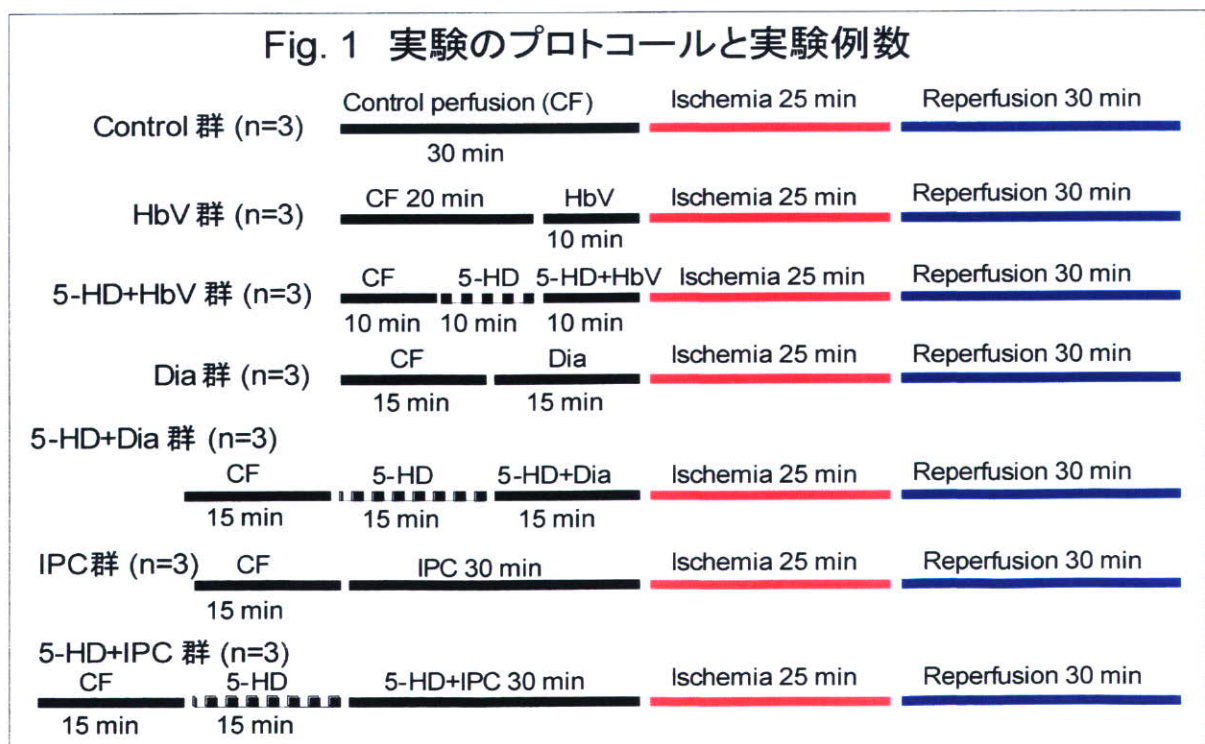 Fig. 1 実験のプロトコールと実験例数
Control 群 (n=3)
Control perfusion (CF)
Ischemia 25 min
Reperfusion 30 min
30 min
HbV 群 (n=3)
CF 20 min
HbV
Ischemia 25 min
Reperfusion 30 min
10 min
5-HD+HbV 群 (n=3)
CF
5-HD
5-HD+HbV
Ischemia 25 min
Reperfusion 30 min
10 min
10 min
10 min
Dia 群 (n=3)
CF
Dia
Ischemia 25 min
Reperfusion 30 min
15 min
15 min
5-HD+Dia 群 (n=3)
CF
5-HD
5-HD+Dia
Ischemia 25 min
Reperfusion 30 min
15 min
15 min
15 min
IPC群 (n=3)
CF
IPC 30 min
Ischemia 25 min
Reperfusion 30 min
15 min
5-HD+IPC 群 (n=3)
CF
5-HD
5-HD+IPC 30 min
Ischemia 25 min
Reperfusion 30 min
15 min
15 min